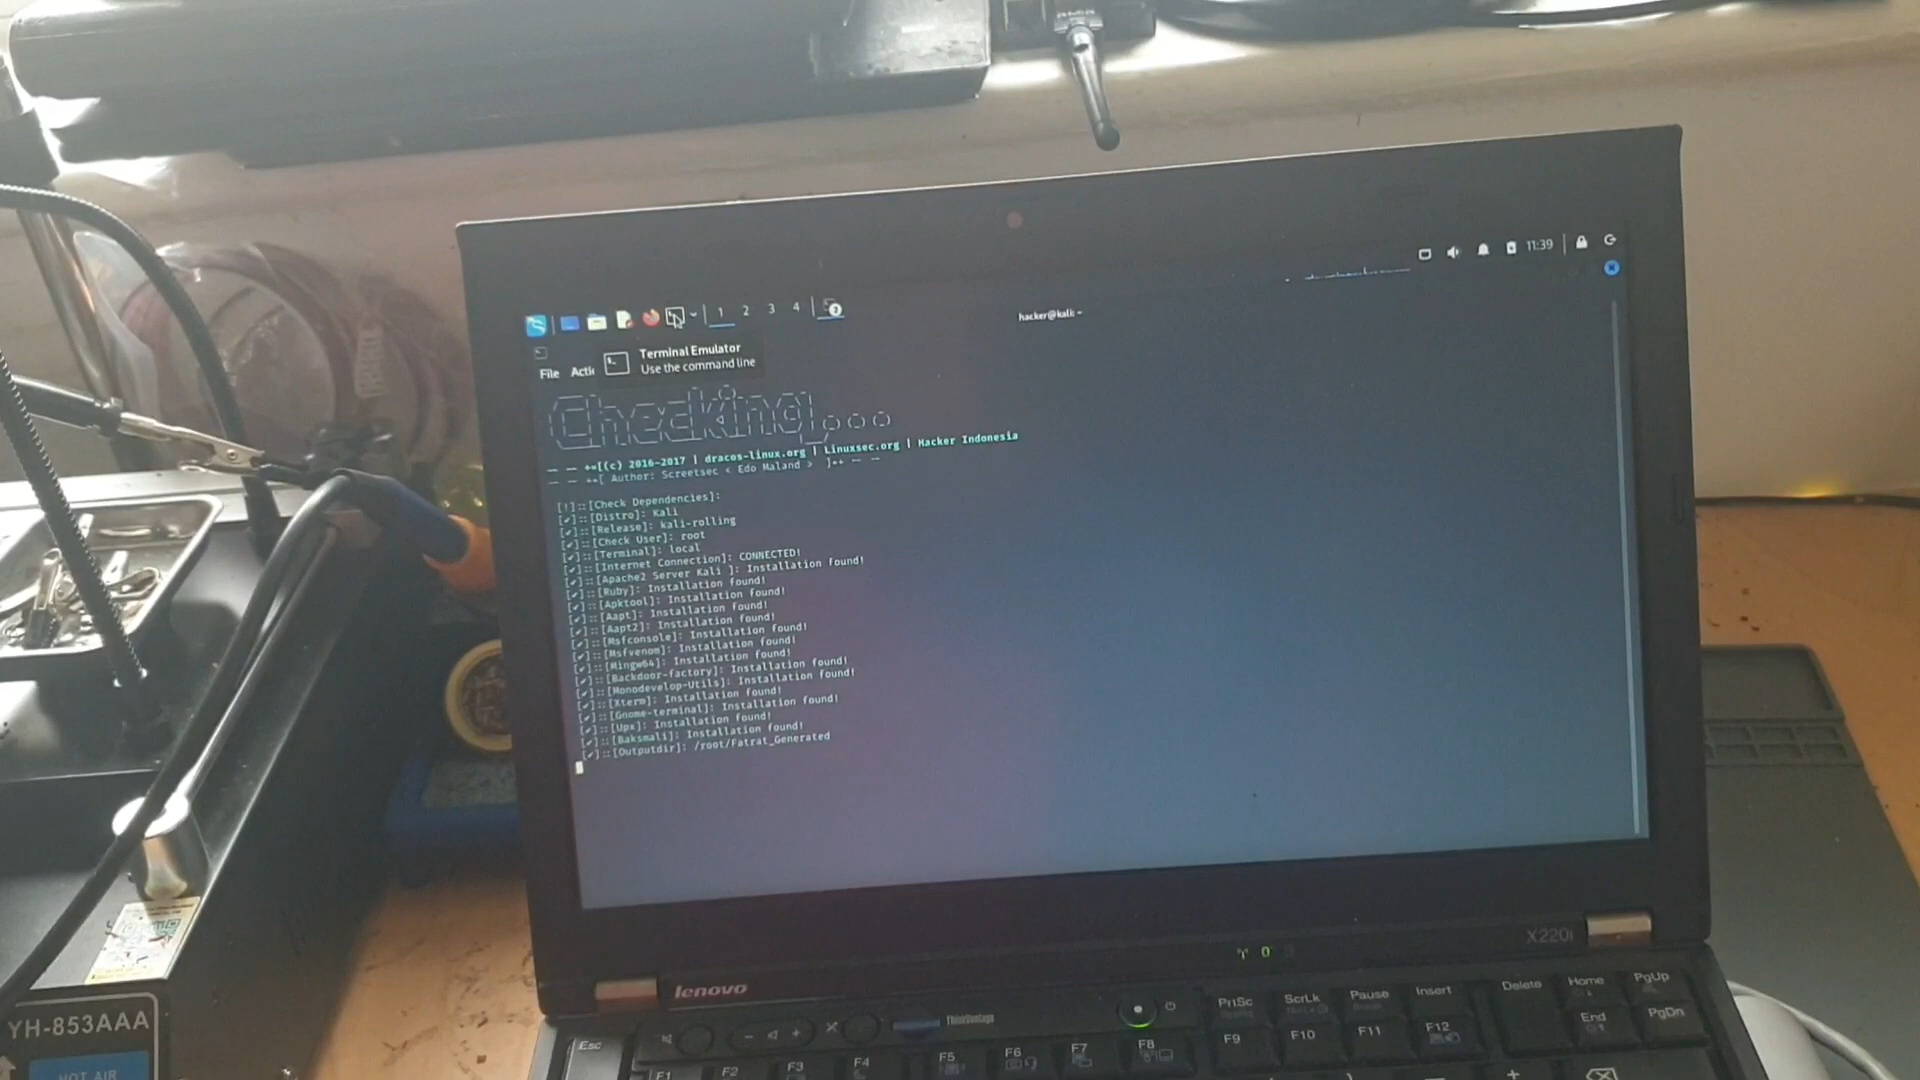 11:39
1 2 3 4
hacker@kali: ~
Terminal Emulator
Use the command line
File Acti
Checking...
-- -- +=[(c) 2016-2017 | dracos-linux.org | Linuxsec.org | Hacker Indonesia
-- -- ++[ Author: Screetsec < Edo Maland > ]++ -- --
[!]::[Check Dependencies]:
[✔]::[Distro]: Kali
[✔]::[Release]: kali-rolling
[✔]::[Check User]: root
[✔]::[Terminal]: local
[✔]::[Internet Connection]: CONNECTED!
[✔]::[Apache2 Server Kali ]: Installation found!
[✔]::[Ruby]: Installation found!
[✔]::[Apktool]: Installation found!
[✔]::[Aapt]: Installation found!
[✔]::[Aapt2]: Installation found!
[✔]::[Msfconsole]: Installation found!
[✔]::[Msfvenom]: Installation found!
[✔]::[Mingw64]: Installation found!
[✔]::[Backdoor-factory]: Installation found!
[✔]::[Monodevelop-Utils]: Installation found!
[✔]::[Xterm]: Installation found!
[✔]::[Gnome-terminal]: Installation found!
[✔]::[Upx]: Installation found!
[✔]::[Baksmali]: Installation found!
[✔]::[Outputdir]: /root/Fatrat_Generated
X220i
lenovo
ThinkVantage
PrtSc ScrLk Pause Insert Delete Home PgUp
End PgDn
Esc
F1 F2 F3 F4 F5 F6 F7 F8 F9 F10 F11 F12
YH-853AAA
HOT AIR